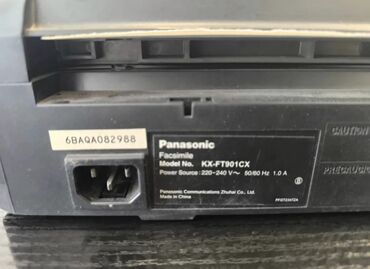 6BAQA082988
Panasonic
Facsimile
Model No. KX-FT901CX
Power Source: 220-240 V~ 50/60 Hz 1.0 A
Panasonic Communications Zhuhai Co., Ltd.
Made in China
CAUTION
PRÉCAUCIÓ